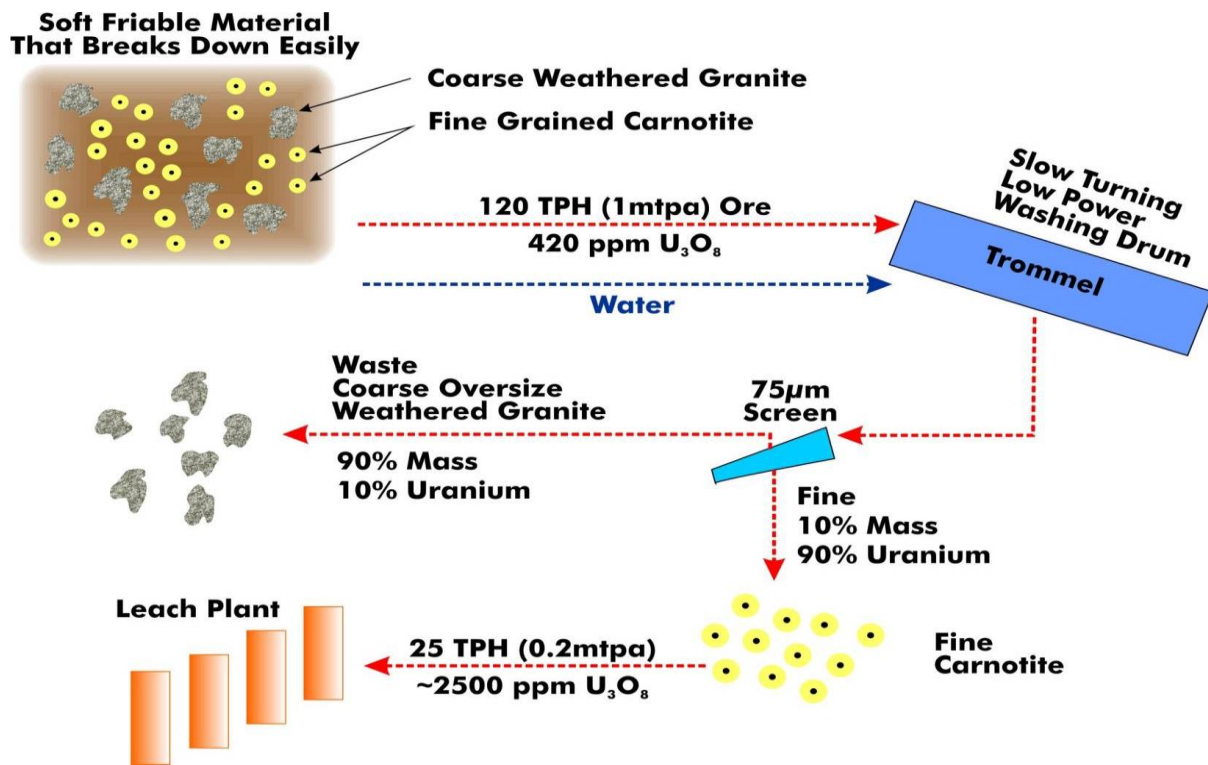 Soft Friable Material
That Breaks Down Easily
Coarse Weathered Granite
Fine Grained Carnotite
120 TPH (1mtpa) Ore
420 ppm U₃O₈
Water
Slow Turning
Low Power
Washing Drum
Trommel
Waste
Coarse Oversize
Weathered Granite
90% Mass
10% Uranium
75µm
Screen
Fine
10% Mass
90% Uranium
Leach Plant
25 TPH (0.2mtpa)
~2500 ppm U₃O₈
Fine
Carnotite